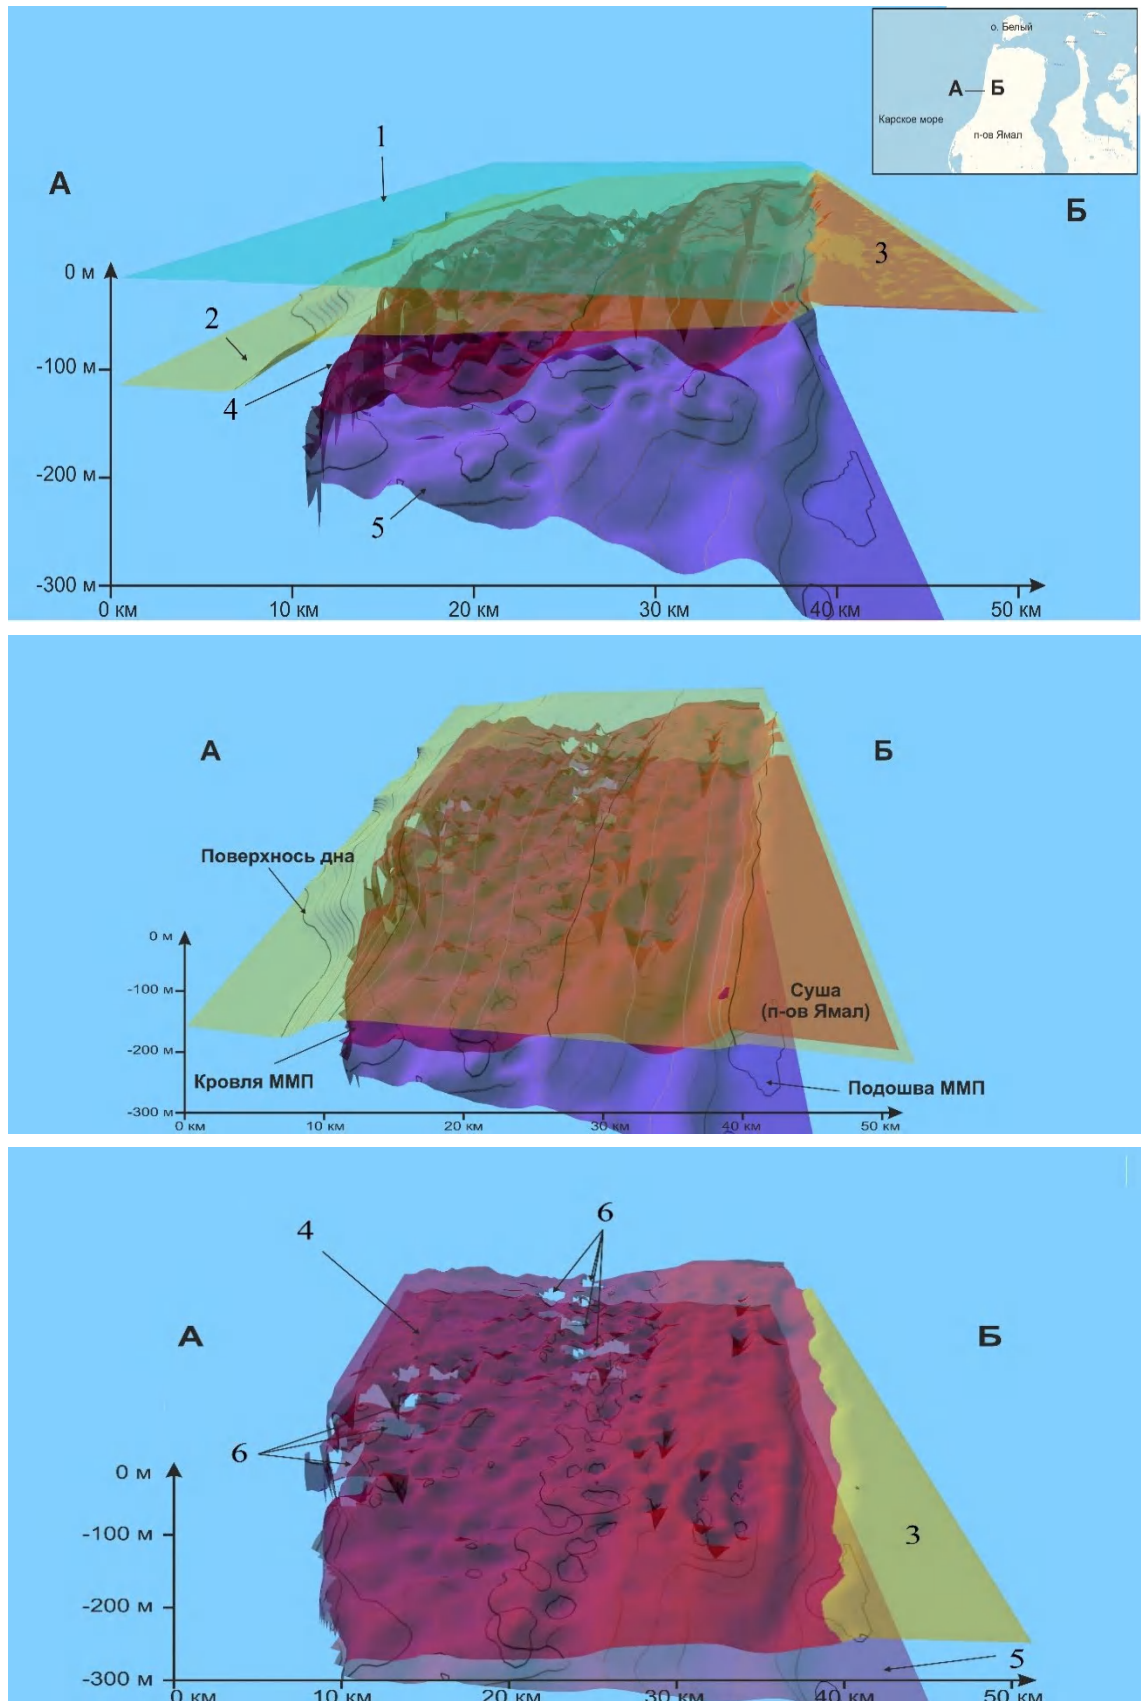 о. Белый
А
Б
Карское море
п-ов Ямал
1
А
Б
3
0 м
2
-100 м
4
-200 м
5
-300 м
0 км
10 км
20 км
30 км
40 км
50 км
А
Б
Поверхнось дна
0 м
-100 м
Суша
(п-ов Ямал)
-200 м
Кровля ММП
Подошва ММП
-300 м
0 км
10 км
20 км
30 км
40 км
50 км
6
4
А
Б
6
0 м
-100 м
3
-200 м
5
-300 м
0 км
10 км
20 км
30 км
40 км
50 км